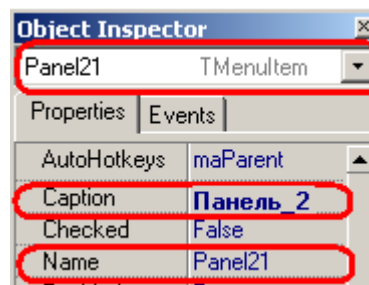 Object Inspector
Panel21 TMenuItem
Properties Events
AutoHotkeys maParent
Caption Панель_2
Checked False
Name Panel21